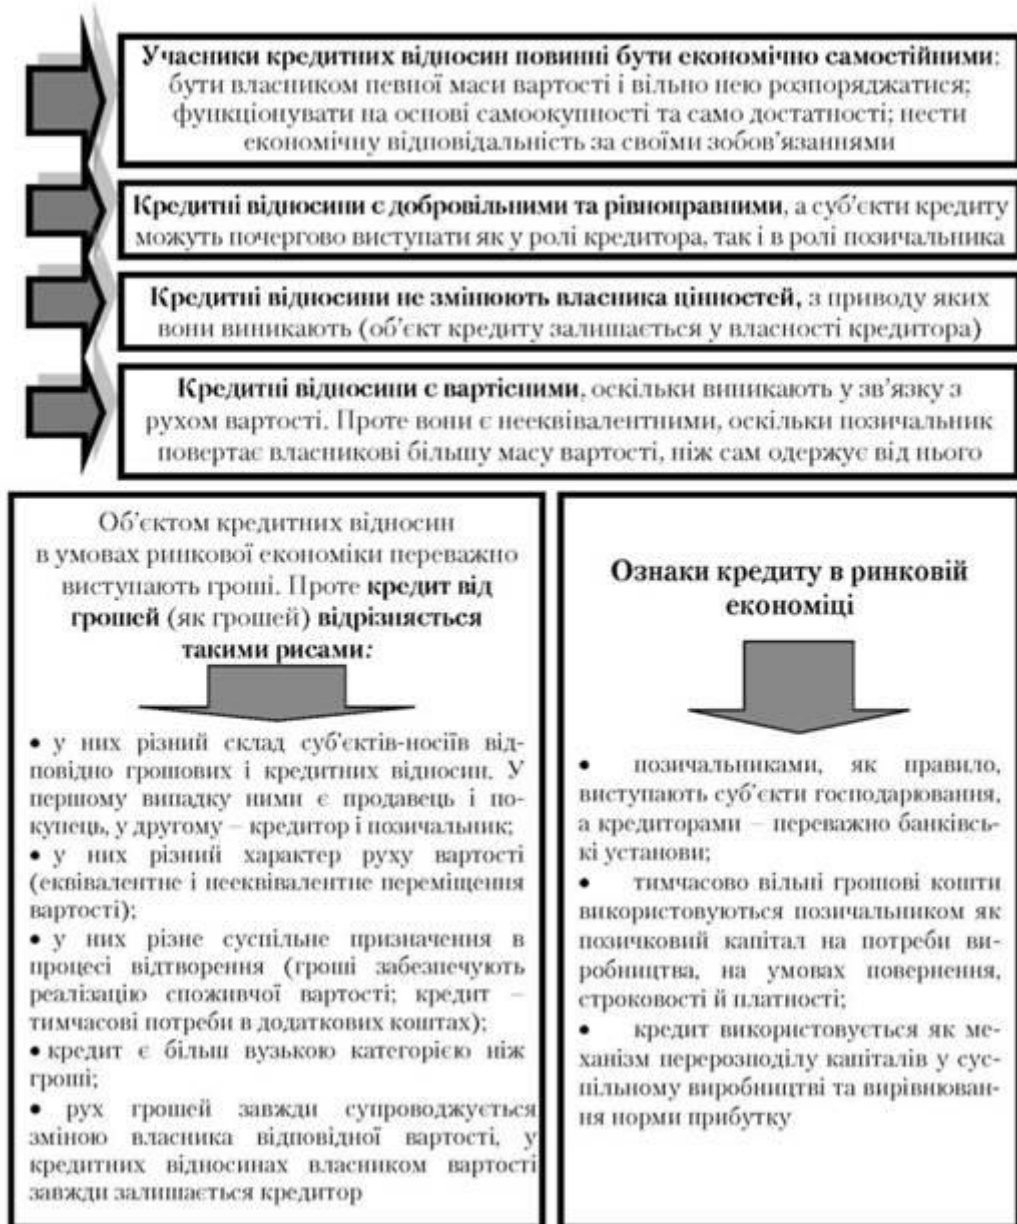 Учасники кредитних відносин повинні бути економічно самостійними:
бути власником певної маси вартості і вільно нею розпоряджатися;
функціонувати на основі самоокупності та само достатності; нести
економічну відповідальність за своїми зобов'язаннями
Кредитні відносини є добровільними та рівноправними, а суб'єкти кредиту
можуть почергово виступати як у ролі кредитора, так і в ролі позичальника
Кредитні відносини не змінюють власника цінностей, з приводу яких
вони виникають (об'єкт кредиту залишається у власності кредитора)
Кредитні відносини є вартісними, оскільки виникають у зв'язку з
рухом вартості. Проте вони є нееквівалентними, оскільки позичальник
повертає власникові більшу масу вартості, ніж сам одержує від нього
Об'єктом кредитних відносин
в умовах ринкової економіки переважно
виступають гроші. Проте кредит від
грошей (як грошей) відрізняється
такими рисами:
• у них різний склад суб'єктів-носіїв від-
повідно грошових і кредитних відносин. У
першому випадку ними є продавець і по-
купець, у другому – кредитор і позичальник;
• у них різний характер руху вартості
(еквівалентне і нееквівалентне переміщення
вартості);
• у них різне суспільне призначення в
процесі відтворення (гроші забезпечують
реалізацію споживчої вартості; кредит –
тимчасові потреби в додаткових коштах);
• кредит є більш вузькою категорією ніж
гроші;
• рух грошей завжди супроводжується
зміною власника відповідної вартості, у
кредитних відносинах власником вартості
завжди залишається кредитор
Ознаки кредиту в ринковій
економіці
• позичальниками, як правило,
виступають суб'єкти господарювання,
а кредиторами – переважно банківсь-
кі установи;
• тимчасово вільні грошові кошти
використовуються позичальником як
позичковий капітал на потреби ви-
робництва, на умовах повернення,
строковості й платності;
• кредит використовується як ме-
ханізм перерозподілу капіталів у сус-
пільному виробництві та вирівнюван-
ня норми прибутку